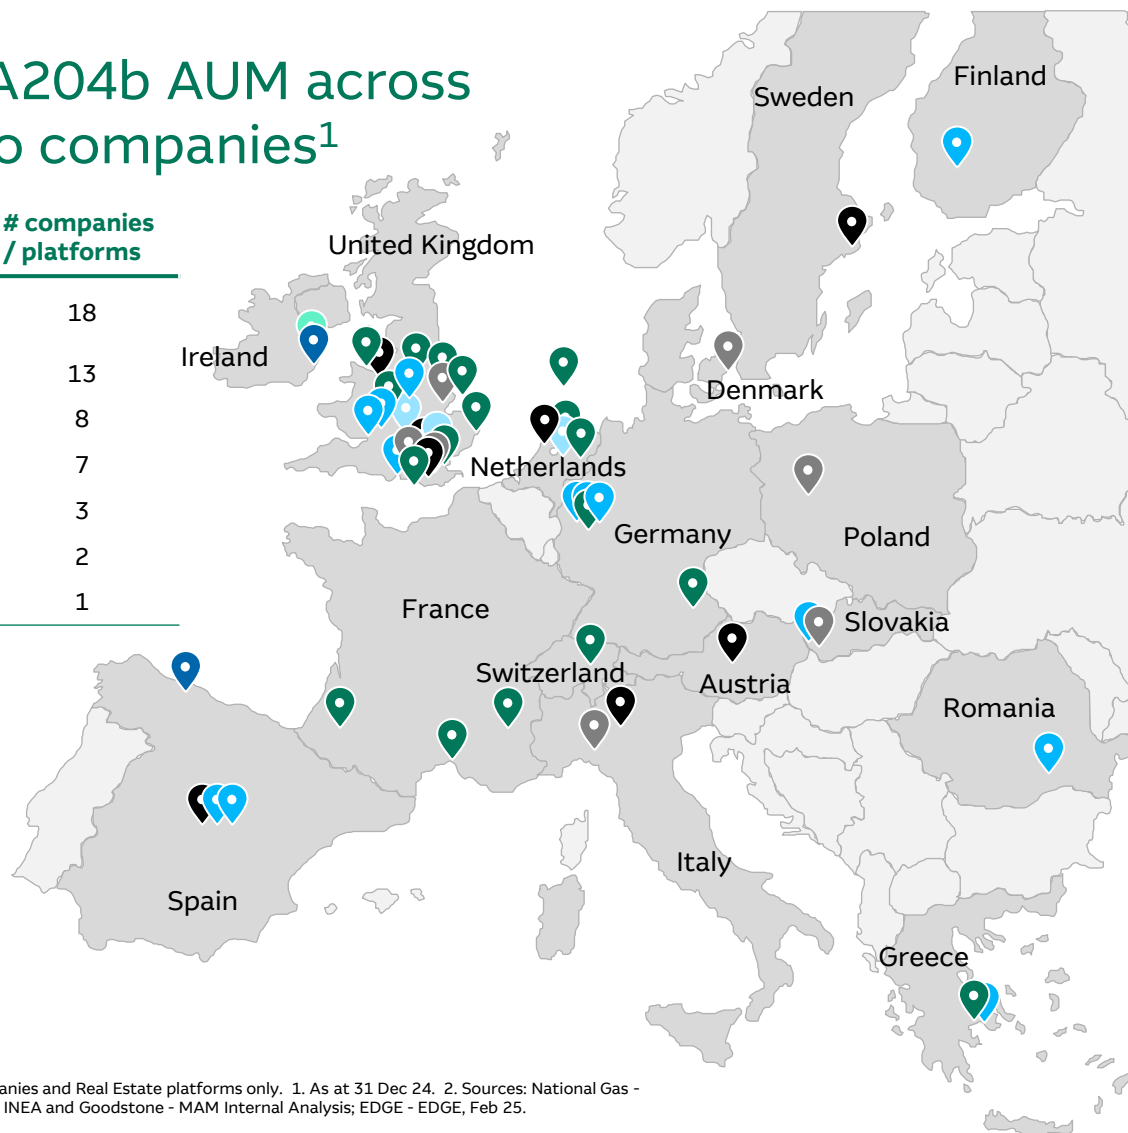 A204b AUM across
o companies1
# companies
/ platforms
18
13
8
7
3
2
1
Sweden
Finland
United Kingdom
Ireland
Denmark
Netherlands
Germany
Poland
France
Slovakia
Switzerland
Austria
Romania
Italy
Spain
Greece
anies and Real Estate platforms only. 1. As at 31 Dec 24. 2. Sources: National Gas -
INEA and Goodstone - MAM Internal Analysis; EDGE - EDGE, Feb 25.